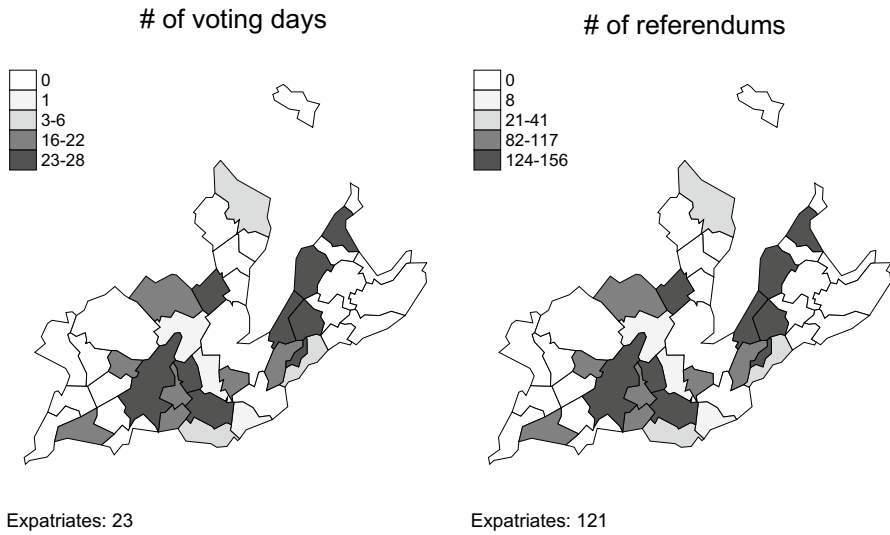 # of voting days
0
1
3-6
16-22
23-28
Expatriates: 23
# of referendums
0
8
21-41
82-117
124-156
Expatriates: 121